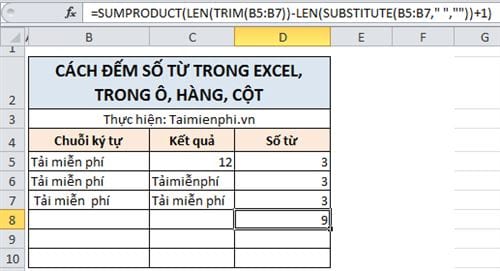 =SUMPRODUCT(LEN(TRIM(B5:B7))-LEN(SUBSTITUTE(B5:B7," ",""))+1)
A B C D E F G
1
2 CÁCH ĐẾM SỐ TỪ TRONG EXCEL,
TRONG Ô, HÀNG, CỘT
3 Thực hiện: Taimienphi.vn
4 Chuỗi ký tự Kết quả Số từ
5 Tải miễn phí 12 3
6 Tải miễn phí Tảimiễnphí 3
7 Tải miễn phí Tải miễn phí 3
8 9
9
10